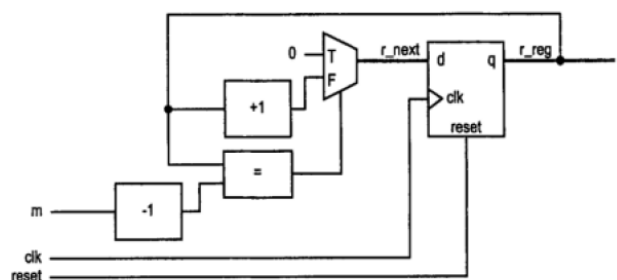 0
T
F
r_next
d
q
r_reg
+1
clk
reset
=
m
-1
clk
reset